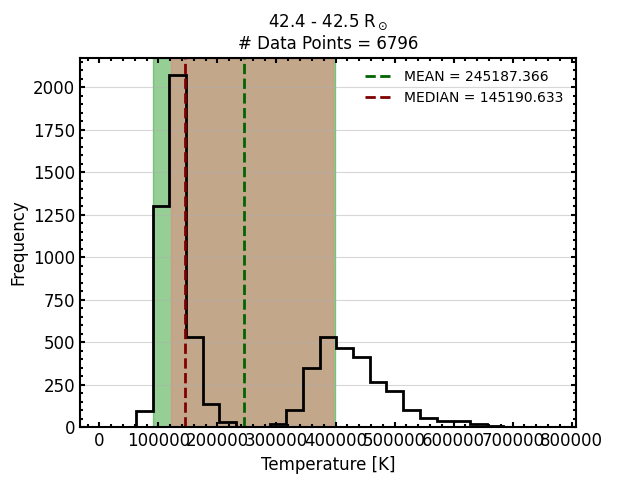 42.4 - 42.5 R⊙
# Data Points = 6796
MEAN = 245187.366
MEDIAN = 145190.633
Frequency
2000
1750
1500
1250
1000
750
500
250
0
0 100000 200000 300000 400000 500000 600000 700000 800000
Temperature [K]